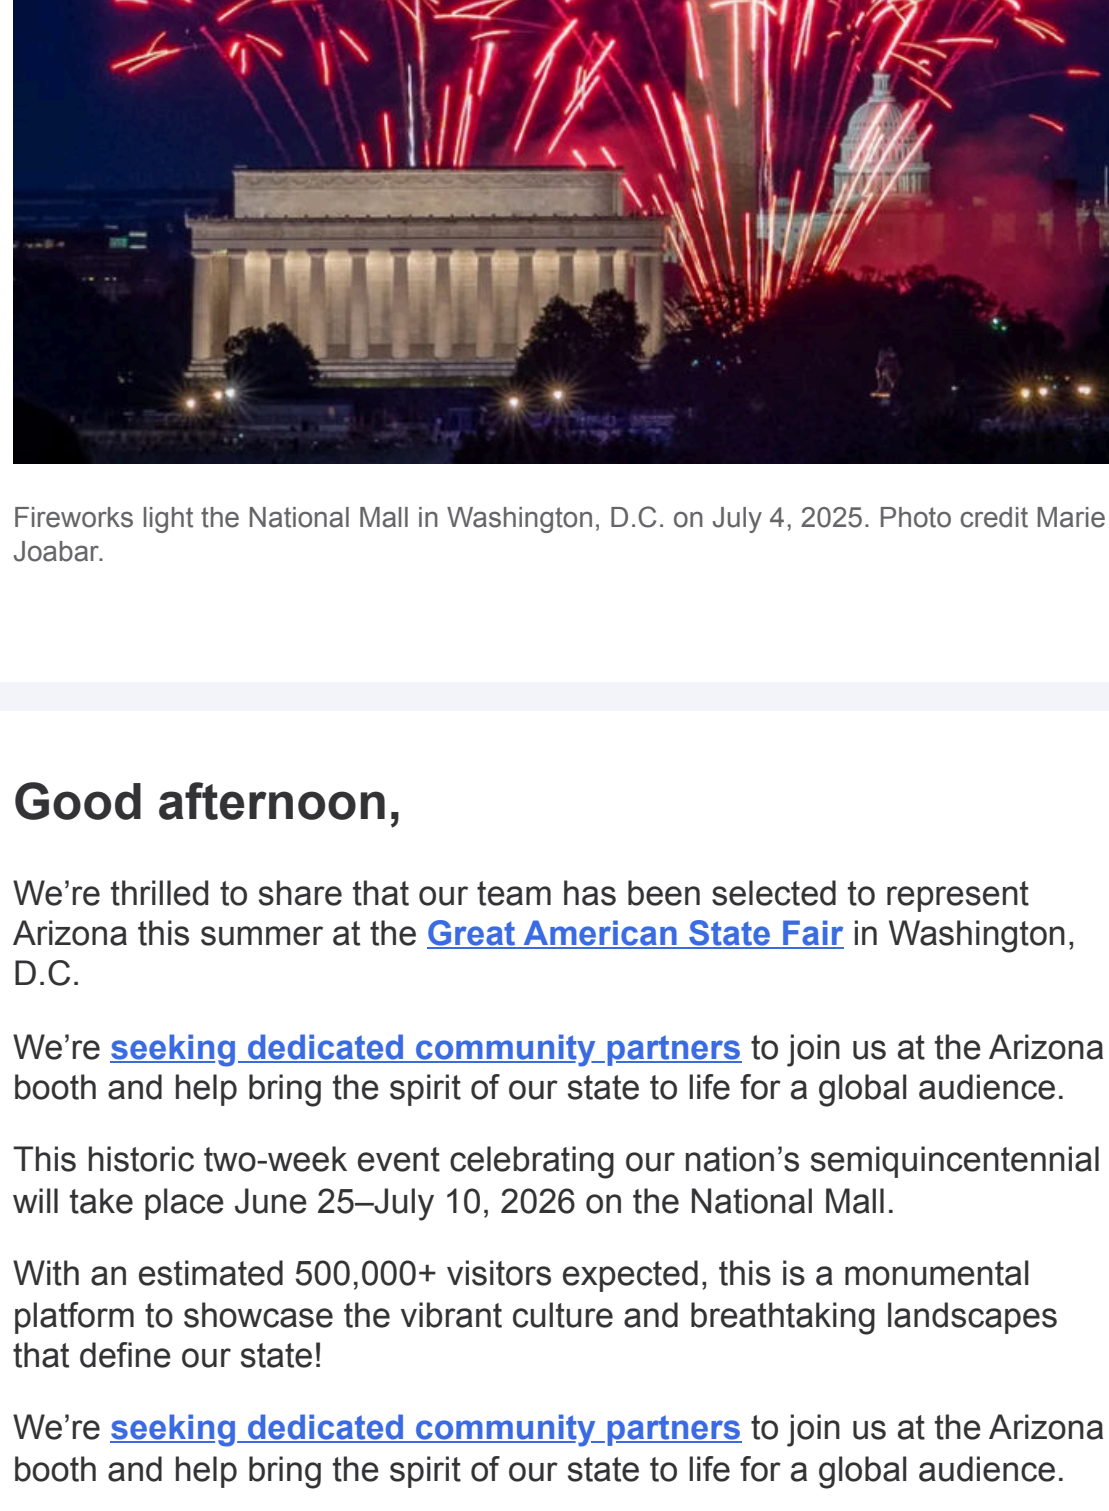 Fireworks light the National Mall in Washington, D.C. on July 4, 2025. Photo credit Marie
Joabar.
Good afternoon,
We’re thrilled to share that our team has been selected to represent
Arizona this summer at the Great American State Fair in Washington,
D.C.
We’re seeking dedicated community partners to join us at the Arizona
booth and help bring the spirit of our state to life for a global audience.
This historic two-week event celebrating our nation’s semiquincentennial
will take place June 25–July 10, 2026 on the National Mall.
With an estimated 500,000+ visitors expected, this is a monumental
platform to showcase the vibrant culture and breathtaking landscapes
that define our state!
We’re seeking dedicated community partners to join us at the Arizona
booth and help bring the spirit of our state to life for a global audience.